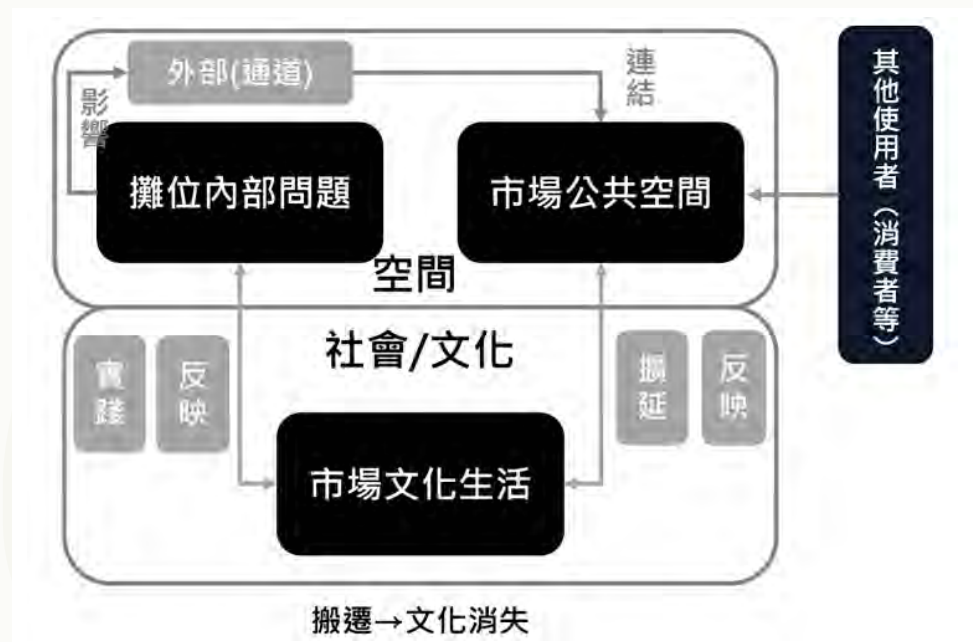 外部(通道)
影響
連結
攤位內部問題
市場公共空間
其他使用者（消費者等）
空間
社會/文化
實踐
反映
擴延
反映
市場文化生活
搬遷→文化消失